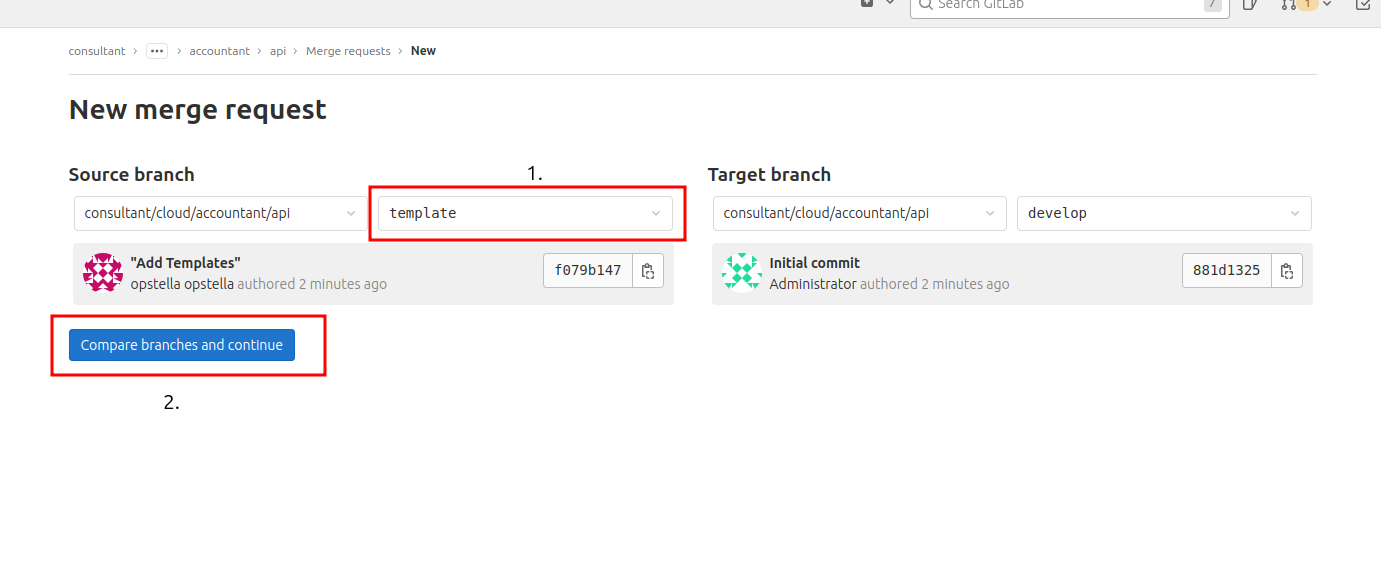 Search GitLab /
1
consultant › ••• › accountant › api › Merge requests › New
New merge request
1.
Source branch
Target branch
consultant/cloud/accountant/api
template
consultant/cloud/accountant/api
develop
"Add Templates"
opstella opstella authored 2 minutes ago
f079b147
Initial commit
Administrator authored 2 minutes ago
881d1325
Compare branches and continue
2.